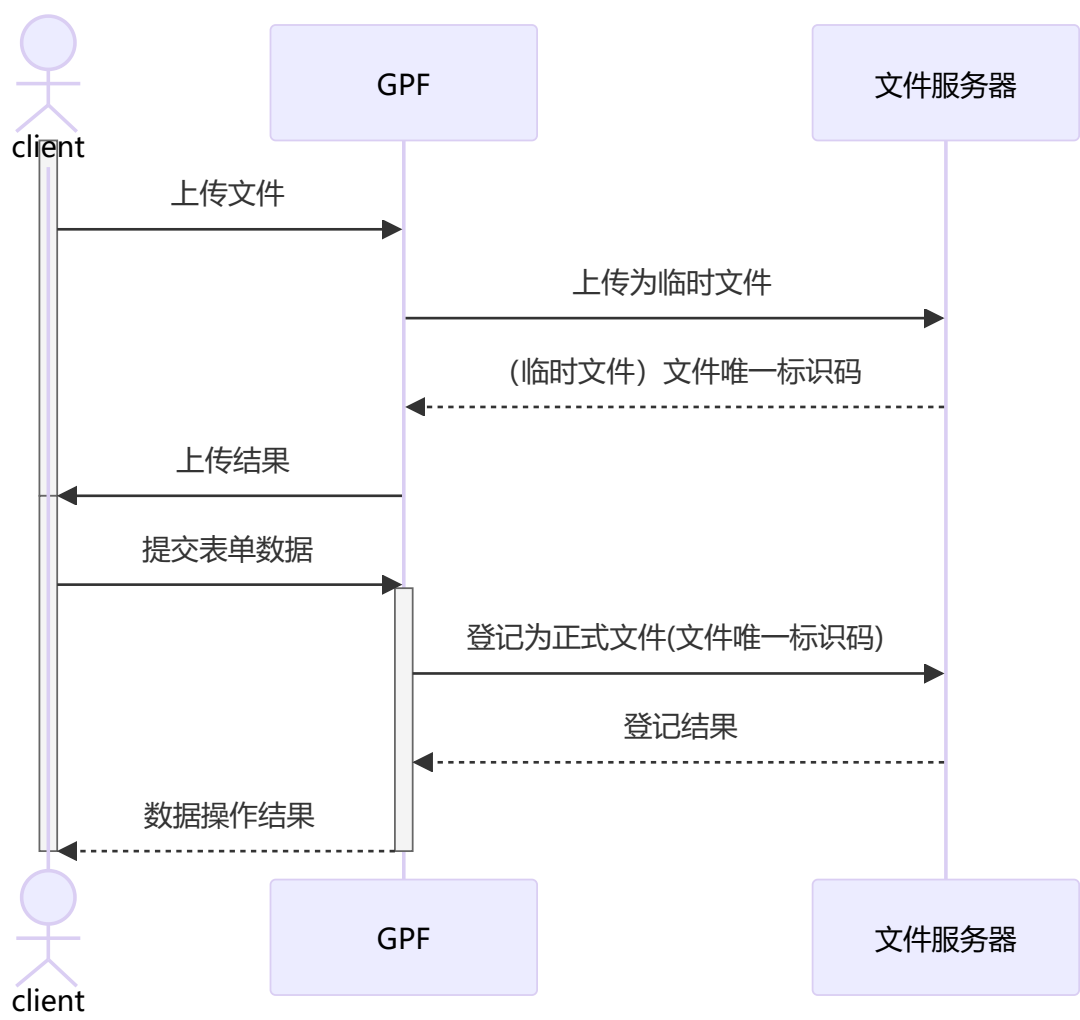 client
GPF
文件服务器
上传文件
上传为临时文件
（临时文件）文件唯一标识码
上传结果
提交表单数据
登记为正式文件(文件唯一标识码)
登记结果
数据操作结果
client
GPF
文件服务器